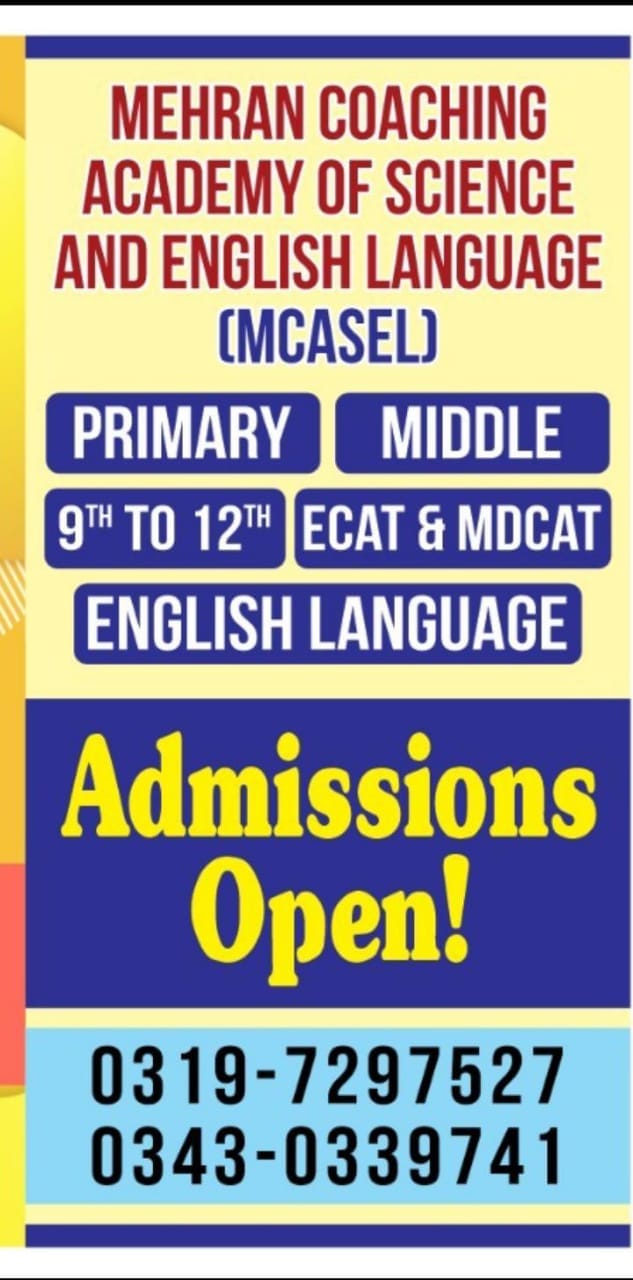 MEHRAN COACHING
ACADEMY OF SCIENCE
AND ENGLISH LANGUAGE
(MCASEL)
PRIMARY MIDDLE
9TH TO 12TH ECAT & MDCAT
ENGLISH LANGUAGE
Admissions
Open!
0319-7297527
0343-0339741